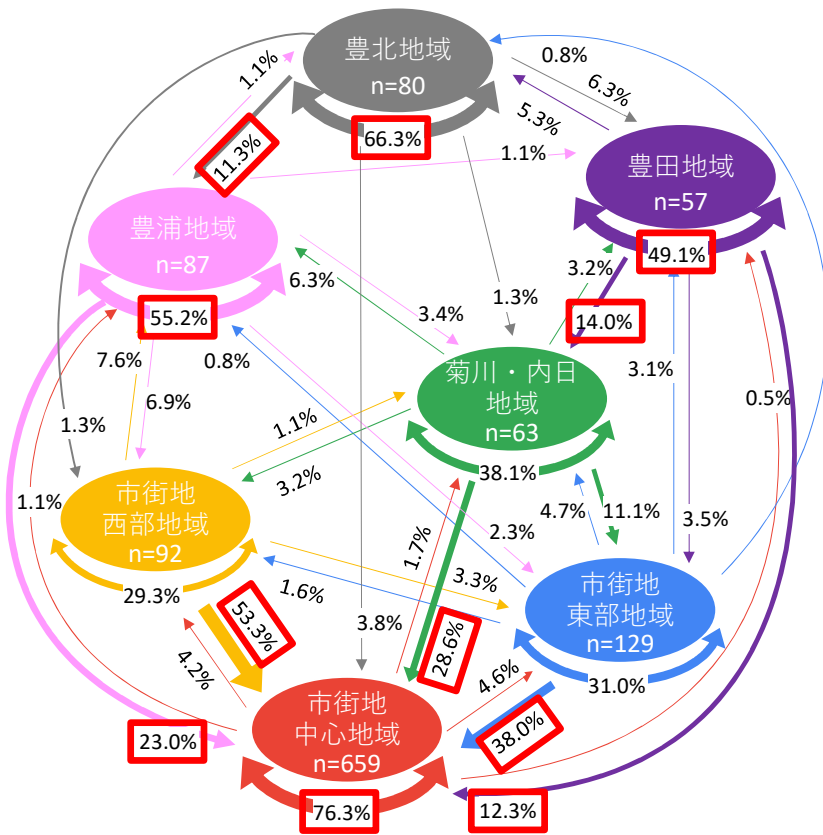 豊北地域
n=80
1.1%
0.8%
6.3%
5.3%
11.3%
66.3%
1.1%
豊田地域
n=57
豊浦地域
n=87
49.1%
3.2%
6.3%
1.3%
14.0%
55.2%
3.4%
7.6%
0.8%
3.1%
菊川・内日
地域
n=63
0.5%
6.9%
1.3%
1.1%
38.1%
3.2%
市街地
西部地域
n=92
1.1%
4.7%
11.1%
3.5%
2.3%
1.7%
3.3%
1.6%
29.3%
市街地
東部地域
n=129
53.3%
3.8%
28.6%
4.2%
4.6%
31.0%
市街地
中心地域
n=659
23.0%
38.0%
76.3%
12.3%